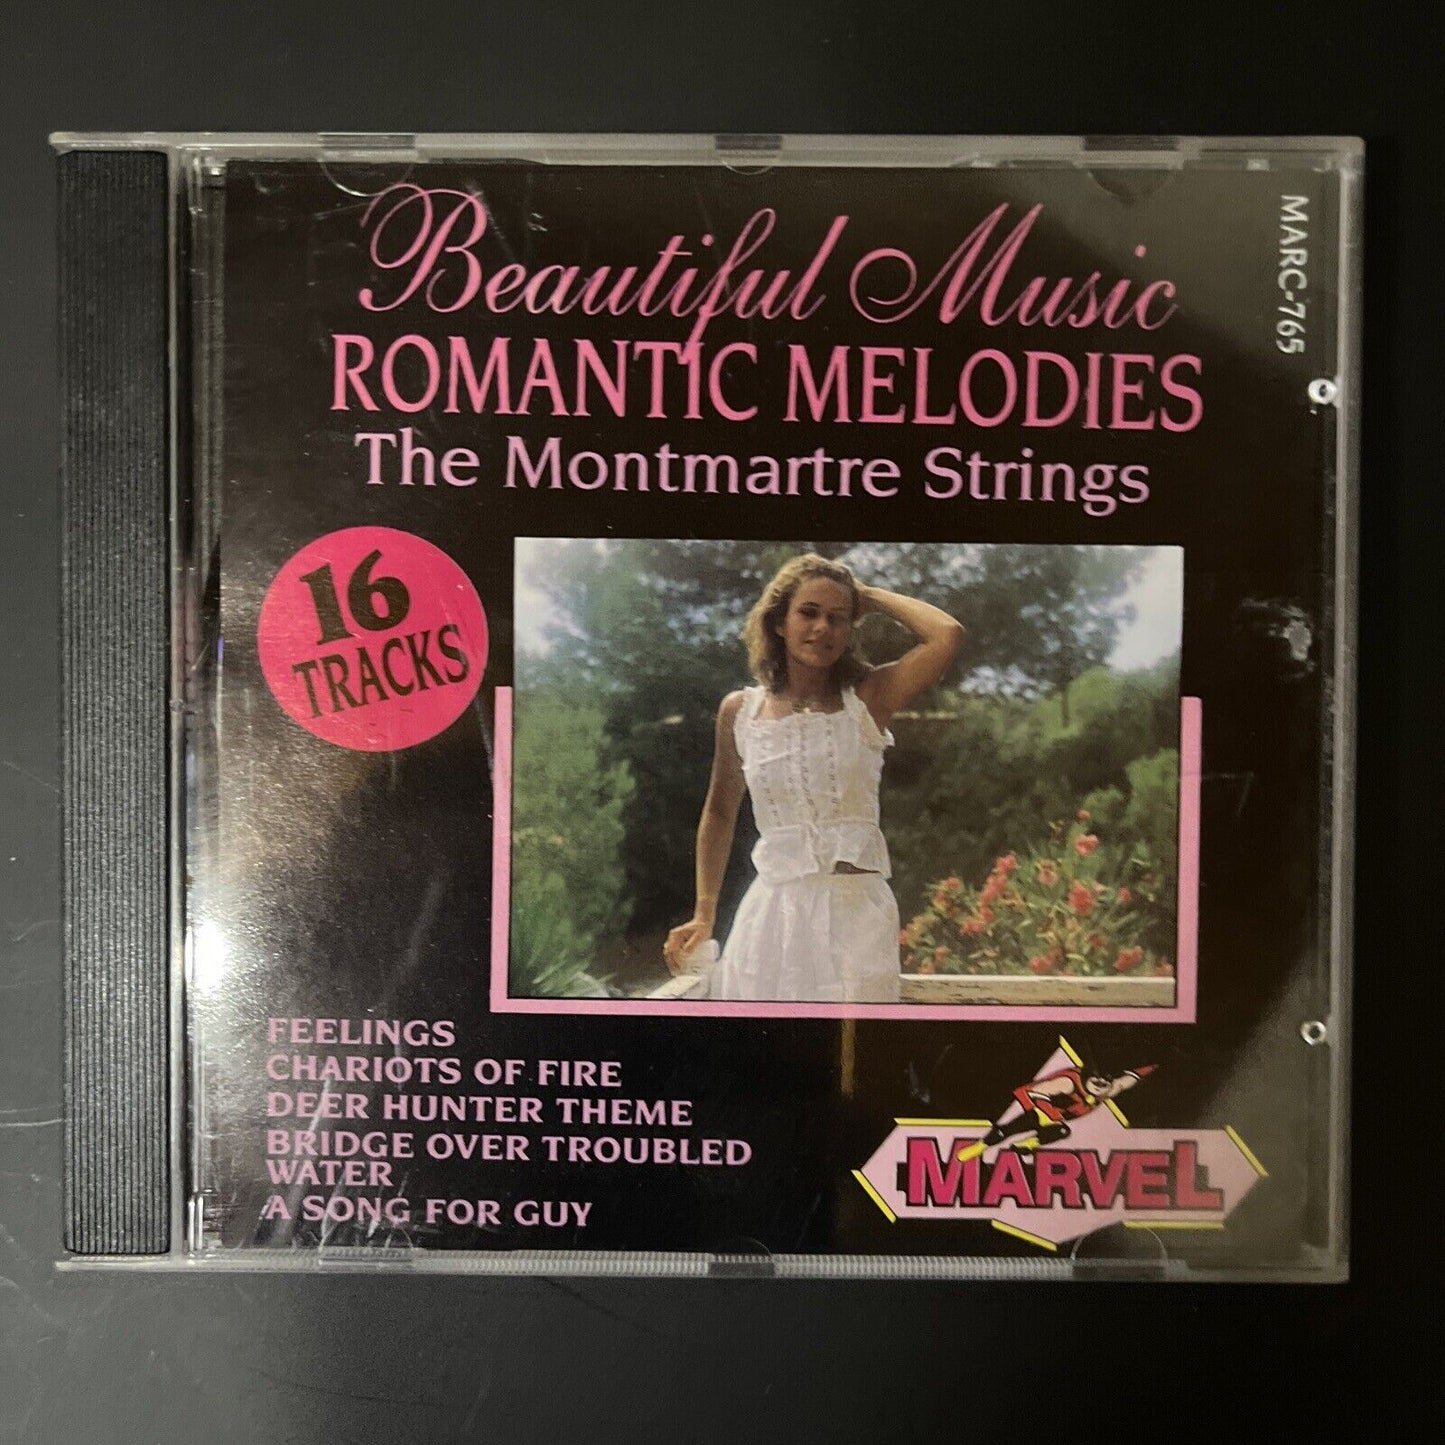 Beautiful Music
ROMANTIC MELODIES
The Montmartre Strings
MARC-765
16
TRACKS
FEELINGS
CHARIOTS OF FIRE
DEER HUNTER THEME
BRIDGE OVER TROUBLED
WATER
A SONG FOR GUY
MARVEL